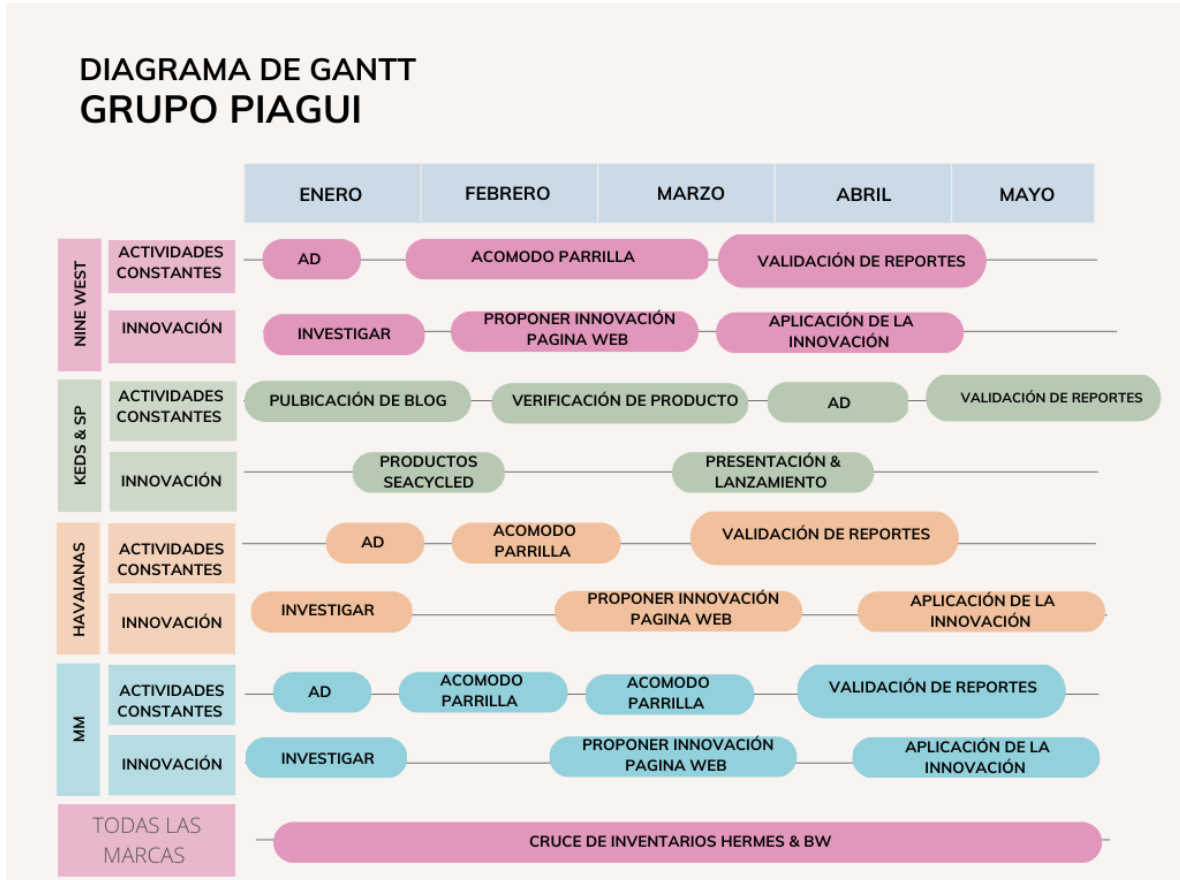 DIAGRAMA DE GANTT
GRUPO PIAGUI
ENERO FEBRERO MARZO ABRIL MAYO
NINE WEST
ACTIVIDADES
CONSTANTES
AD
ACOMODO PARRILLA
VALIDACIÓN DE REPORTES
INNOVACIÓN
INVESTIGAR
PROPONER INNOVACIÓN
PAGINA WEB
APLICACIÓN DE LA
INNOVACIÓN
KEDS & SP
ACTIVIDADES
CONSTANTES
PULBICACIÓN DE BLOG
VERIFICACIÓN DE PRODUCTO
AD
VALIDACIÓN DE REPORTES
INNOVACIÓN
PRODUCTOS
SEACYCLED
PRESENTACIÓN &
LANZAMIENTO
HAVAIANAS
ACTIVIDADES
CONSTANTES
AD
ACOMODO
PARRILLA
VALIDACIÓN DE REPORTES
INNOVACIÓN
INVESTIGAR
PROPONER INNOVACIÓN
PAGINA WEB
APLICACIÓN DE LA
INNOVACIÓN
MM
ACTIVIDADES
CONSTANTES
AD
ACOMODO
PARRILLA
ACOMODO
PARRILLA
VALIDACIÓN DE REPORTES
INNOVACIÓN
INVESTIGAR
PROPONER INNOVACIÓN
PAGINA WEB
APLICACIÓN DE LA
INNOVACIÓN
TODAS LAS
MARCAS
CRUCE DE INVENTARIOS HERMES & BW